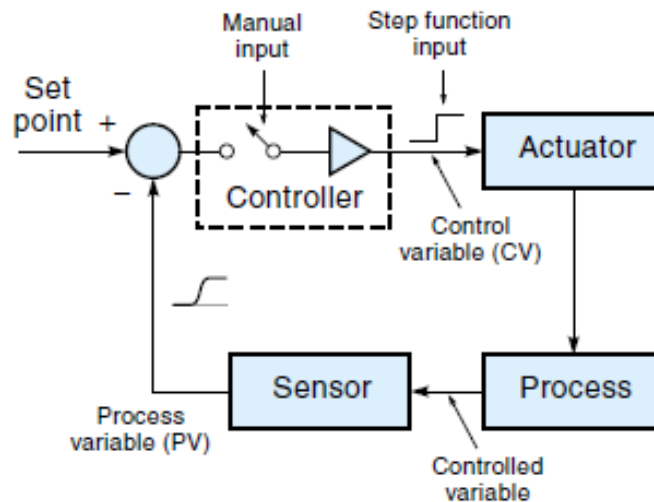 Manual
input
Step function
input
Set
point
+
−
Controller
Actuator
Control
variable (CV)
Sensor
Process
Process
variable (PV)
Controlled
variable